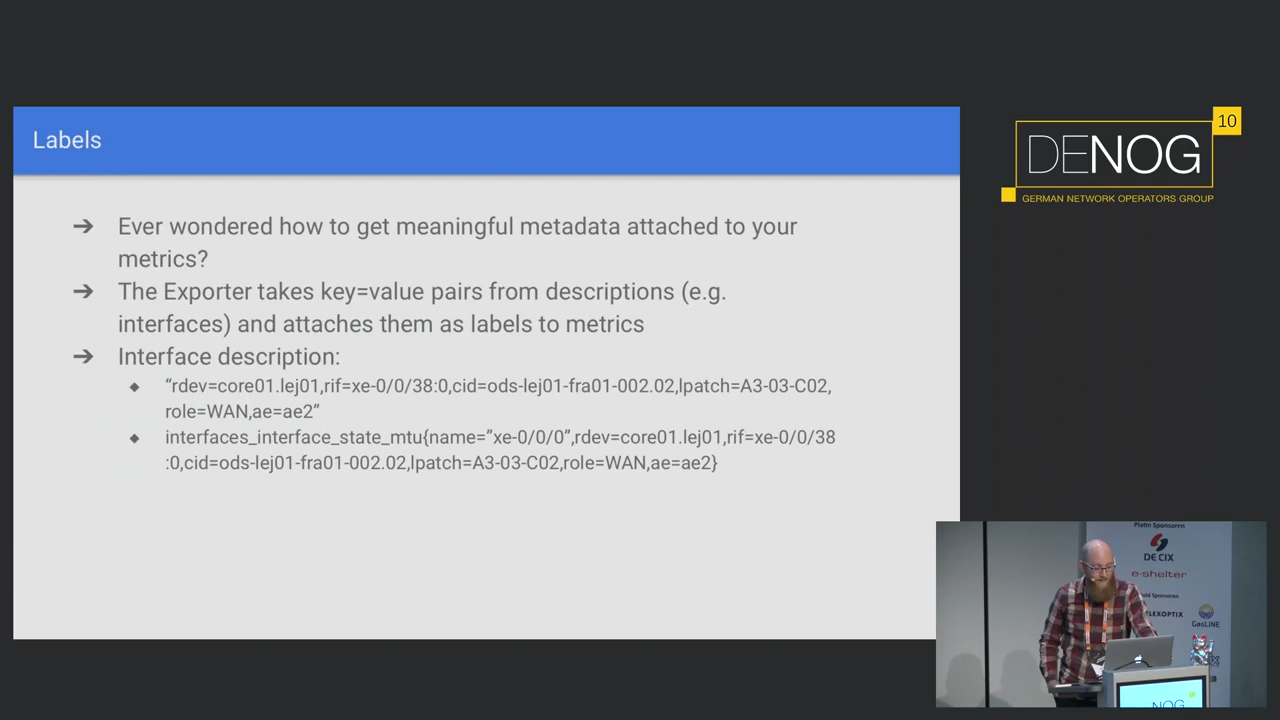 Labels
➔ Ever wondered how to get meaningful metadata attached to your
metrics?
➔ The Exporter takes key=value pairs from descriptions (e.g.
interfaces) and attaches them as labels to metrics
➔ Interface description:
◆ “rdev=core01.lej01,rif=xe-0/0/38:0,cid=ods-lej01-fra01-002.02,lpatch=A3-03-C02,
role=WAN,ae=ae2”
◆ interfaces_interface_state_mtu{name=”xe-0/0/0”,rdev=core01.lej01,rif=xe-0/0/38
:0,cid=ods-lej01-fra01-002.02,lpatch=A3-03-C02,role=WAN,ae=ae2}
10
DENOG
GERMAN NETWORK OPERATORS GROUP
Platin Sponsoren
DE CIX
e-shelter
Sponsoren
FLEXOPTIX
GasLINE